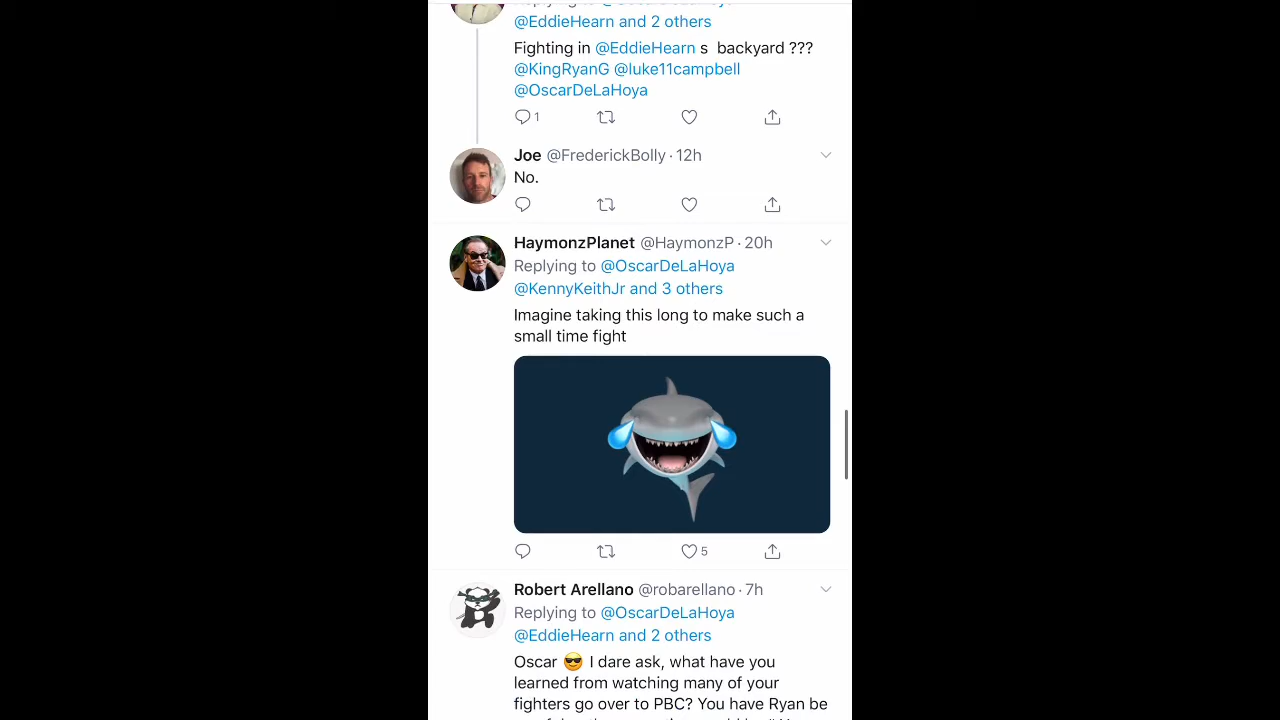 @EddieHearn and 2 others
Fighting in @EddieHearn s backyard ???
@KingRyanG @luke11campbell
@OscarDeLaHoya
1
Joe @FrederickBolly · 12h
No.
HaymonzPlanet @HaymonzP · 20h
Replying to @OscarDeLaHoya
@KennyKeithJr and 3 others
Imagine taking this long to make such a
small time fight
5
Robert Arellano @robarellano · 7h
Replying to @OscarDeLaHoya
@EddieHearn and 2 others
Oscar 😎 I dare ask, what have you
learned from watching many of your
fighters go over to PBC? You have Ryan be